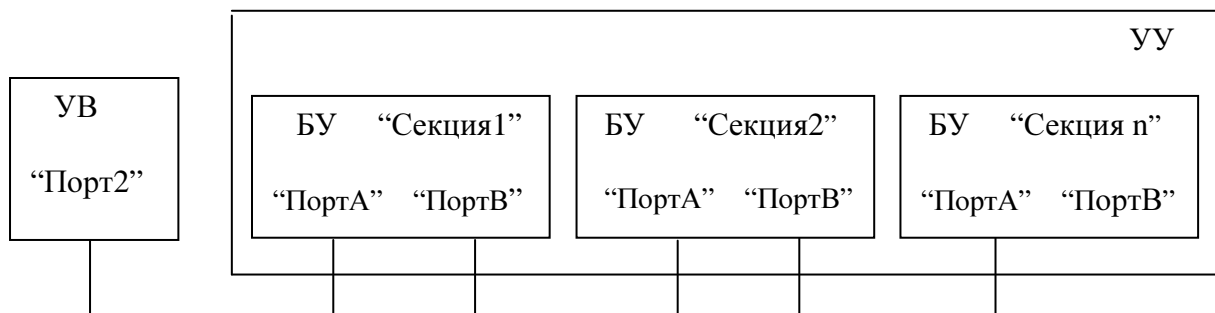 УУ
УВ
“Порт2”
БУ “Секция1”
“ПортА” “ПортВ”
БУ “Секция2”
“ПортА” “ПортВ”
БУ “Секция n”
“ПортА” “ПортВ”